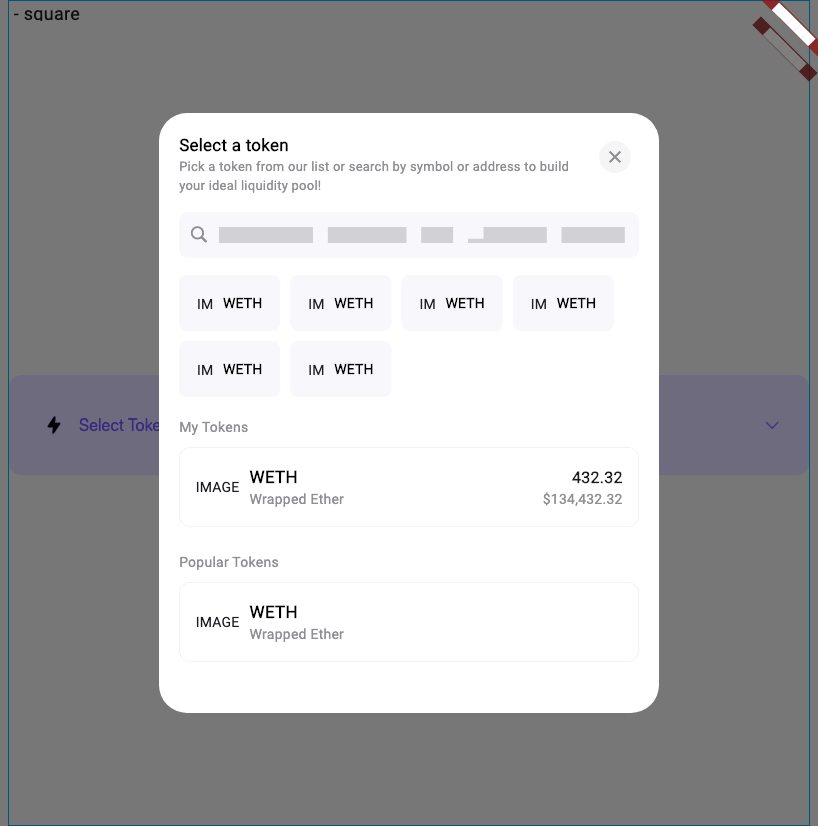 - square
Select a token
Pick a token from our list or search by symbol or address to build
your ideal liquidity pool!
IM WETH IM WETH IM WETH IM WETH
IM WETH IM WETH
Select Toke
My Tokens
IMAGE WETH 432.32
Wrapped Ether $134,432.32
Popular Tokens
IMAGE WETH
Wrapped Ether